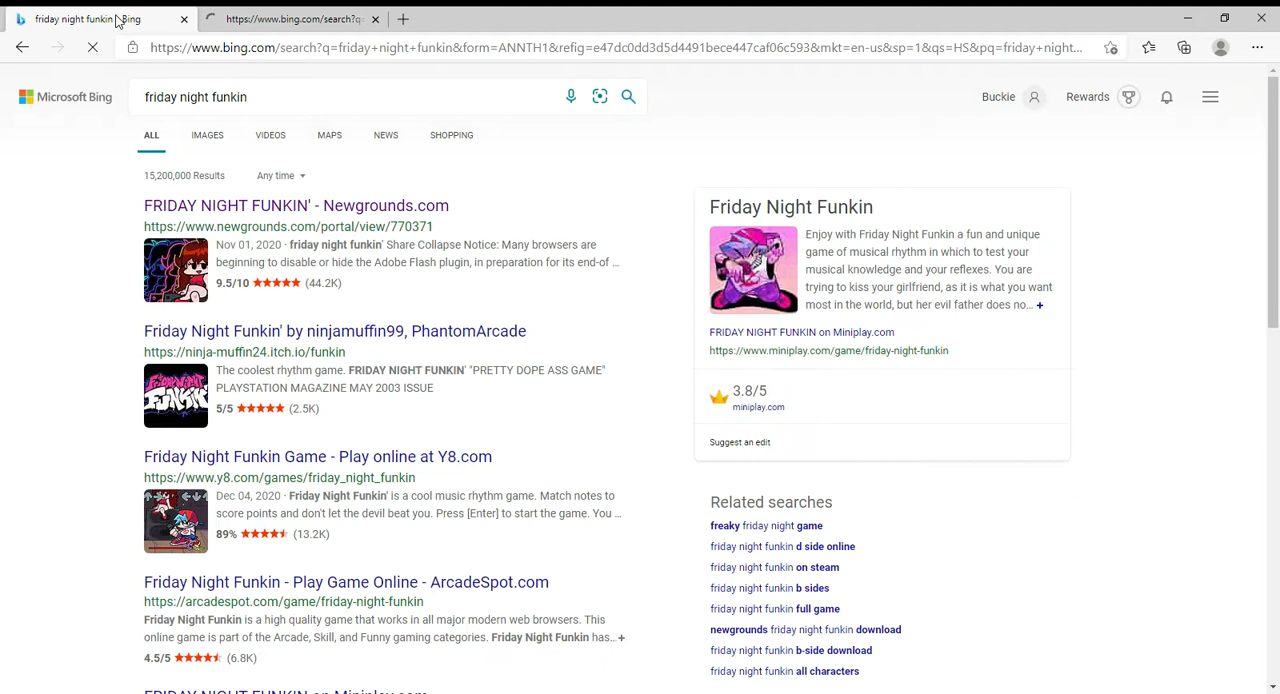 friday night funkin - Bing
https://www.bing.com/search?q=
https://www.bing.com/search?q=friday+night+funkin&form=ANNTH1&refig=e47dc0dd3d5d4491bece447caf06c593&mkt=en-us&sp=1&qs=HS&pq=friday+night...
Microsoft Bing
friday night funkin
Buckie
Rewards
ALL IMAGES VIDEOS MAPS NEWS SHOPPING
15,200,000 Results Any time
FRIDAY NIGHT FUNKIN' - Newgrounds.com
https://www.newgrounds.com/portal/view/770371
Nov 01, 2020 · friday night funkin' Share Collapse Notice: Many browsers are
beginning to disable or hide the Adobe Flash plugin, in preparation for its end-of ...
9.5/10 ★★★★★ (44.2K)
Friday Night Funkin' by ninjamuffin99, PhantomArcade
https://ninja-muffin24.itch.io/funkin
FRIDAY NIGHT FUNKIN
The coolest rhythm game. FRIDAY NIGHT FUNKIN' "PRETTY DOPE ASS GAME"
PLAYSTATION MAGAZINE MAY 2003 ISSUE
5/5 ★★★★★ (2.5K)
Friday Night Funkin Game - Play online at Y8.com
https://www.y8.com/games/friday_night_funkin
Dec 04, 2020 · Friday Night Funkin' is a cool music rhythm game. Match notes to
score points and don't let the devil beat you. Press [Enter] to start the game. You ...
89% (13.2K)
Friday Night Funkin - Play Game Online - ArcadeSpot.com
https://arcadespot.com/game/friday-night-funkin
Friday Night Funkin is a high quality game that works in all major modern web browsers. This
online game is part of the Arcade, Skill, and Funny gaming categories. Friday Night Funkin has...+
4.5/5 (6.8K)
FRIDAY NIGHT FUNKIN on Miniplay.com
Friday Night Funkin
Enjoy with Friday Night Funkin a fun and unique
game of musical rhythm in which to test your
musical knowledge and your reflexes. You are
trying to kiss your girlfriend, as it is what you want
most in the world, but her evil father does no... +
FRIDAY NIGHT FUNKIN on Miniplay.com
https://www.miniplay.com/game/friday-night-funkin
3.8/5
miniplay.com
Suggest an edit
Related searches
freaky friday night game
friday night funkin d side online
friday night funkin on steam
friday night funkin b sides
friday night funkin full game
newgrounds friday night funkin download
friday night funkin b-side download
friday night funkin all characters